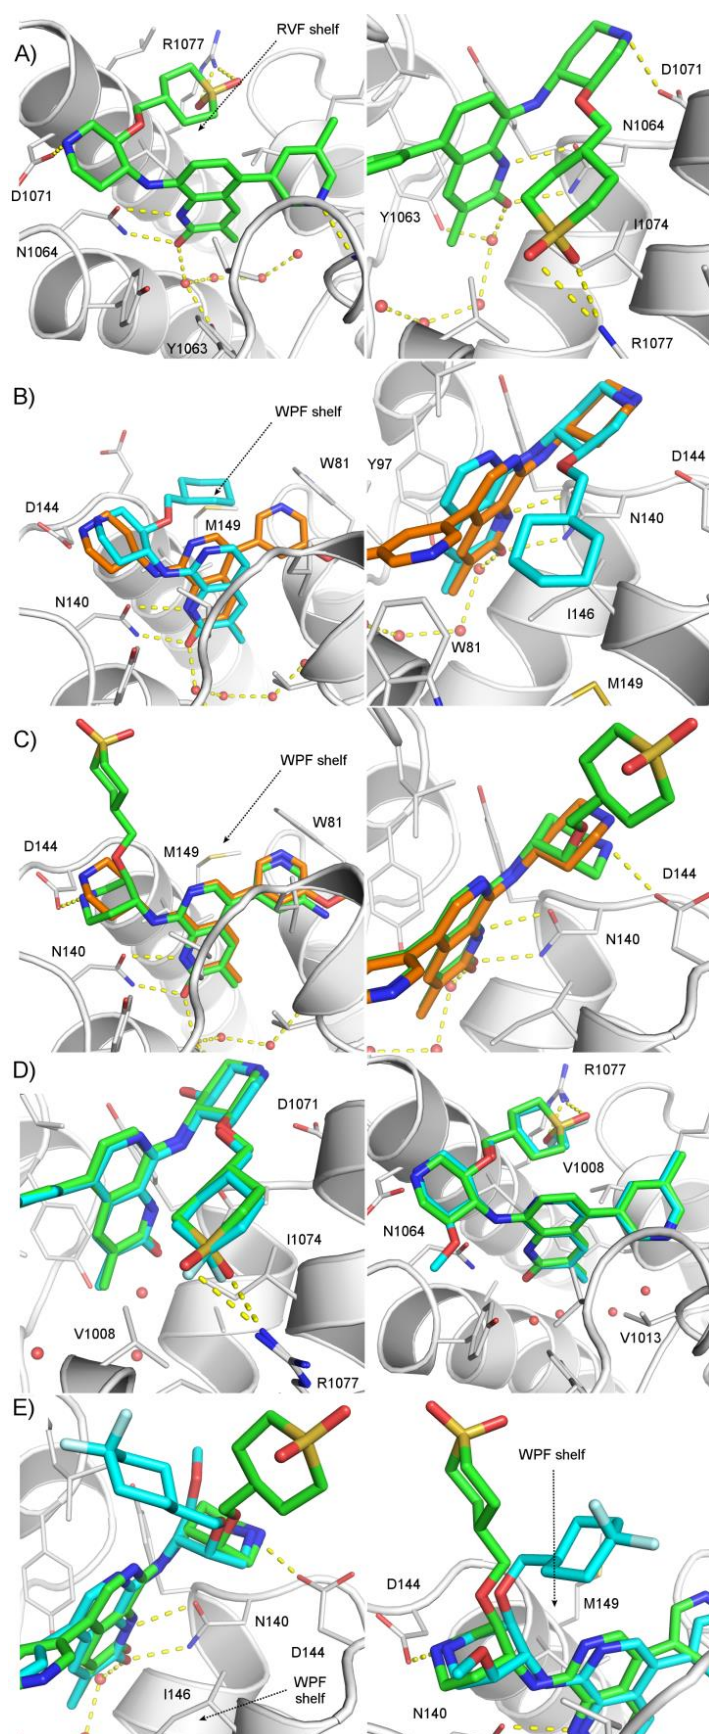 A)
R1077
RVF shelf
D1071
N1064
Y1063
D1071
N1064
Y1063
I1074
R1077
B)
WPF shelf
W81
D144
M149
N140
Y97
D144
N140
I146
W81
M149
C)
WPF shelf
W81
D144
M149
N140
D144
N140
D)
D1071
I1074
V1008
R1077
R1077
V1008
N1064
V1013
E)
N140
D144
I146
WPF
shelf
WPF shelf
D144
M149
N140